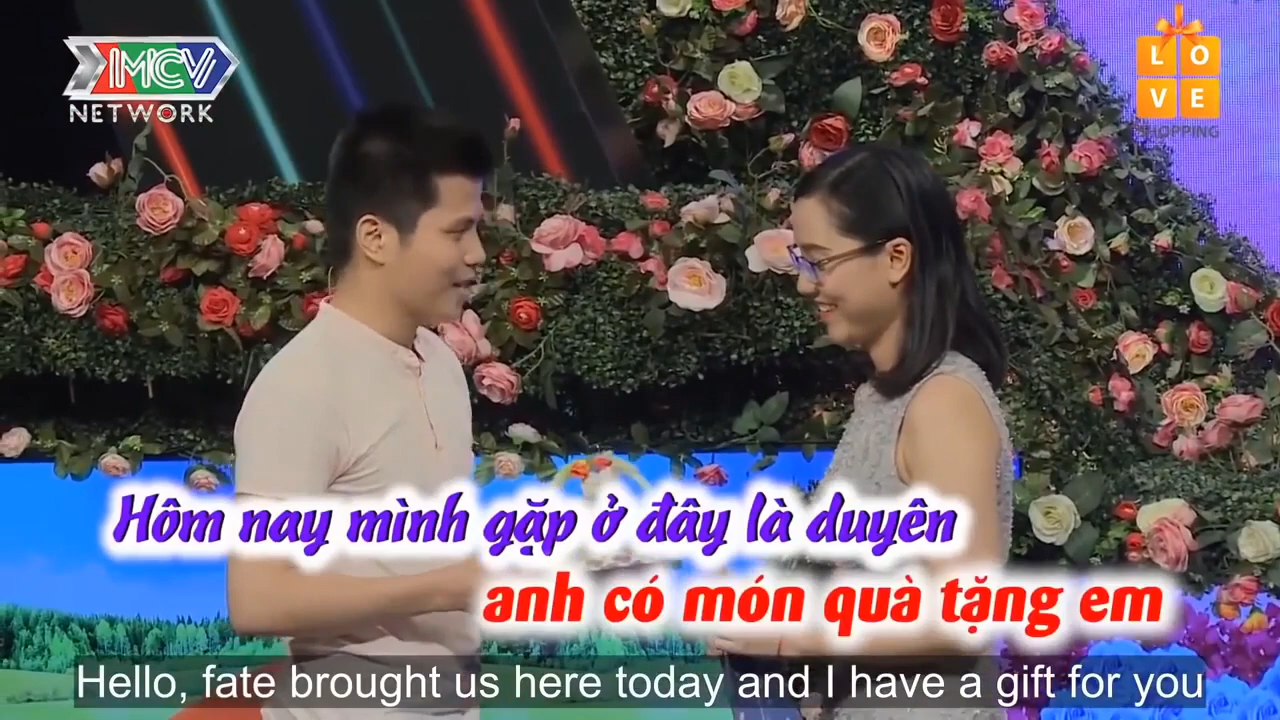 MCV
NETWORK
L O
V E
SHOPPING
Hôm nay mình gặp ở đây là duyên
anh có món quà tặng em
Hello, fate brought us here today and I have a gift for you